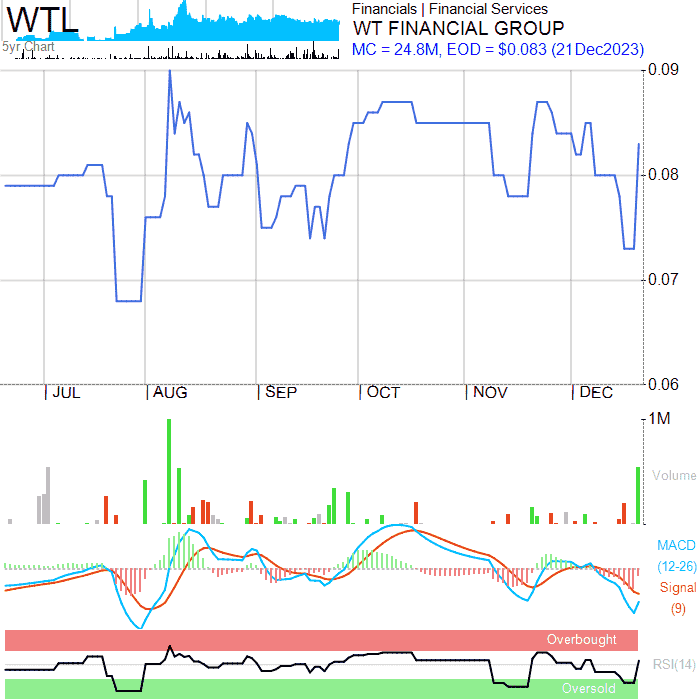 WTL
5yr Chart
Financials | Financial Services
WT FINANCIAL GROUP
MC = 24.8M, EOD = $0.083 (21Dec2023)
0.09
0.08
0.07
0.06
JUL AUG SEP OCT NOV DEC
1M
Volume
MACD
(12-26)
Signal
(9)
Overbought
RSI(14)
Oversold